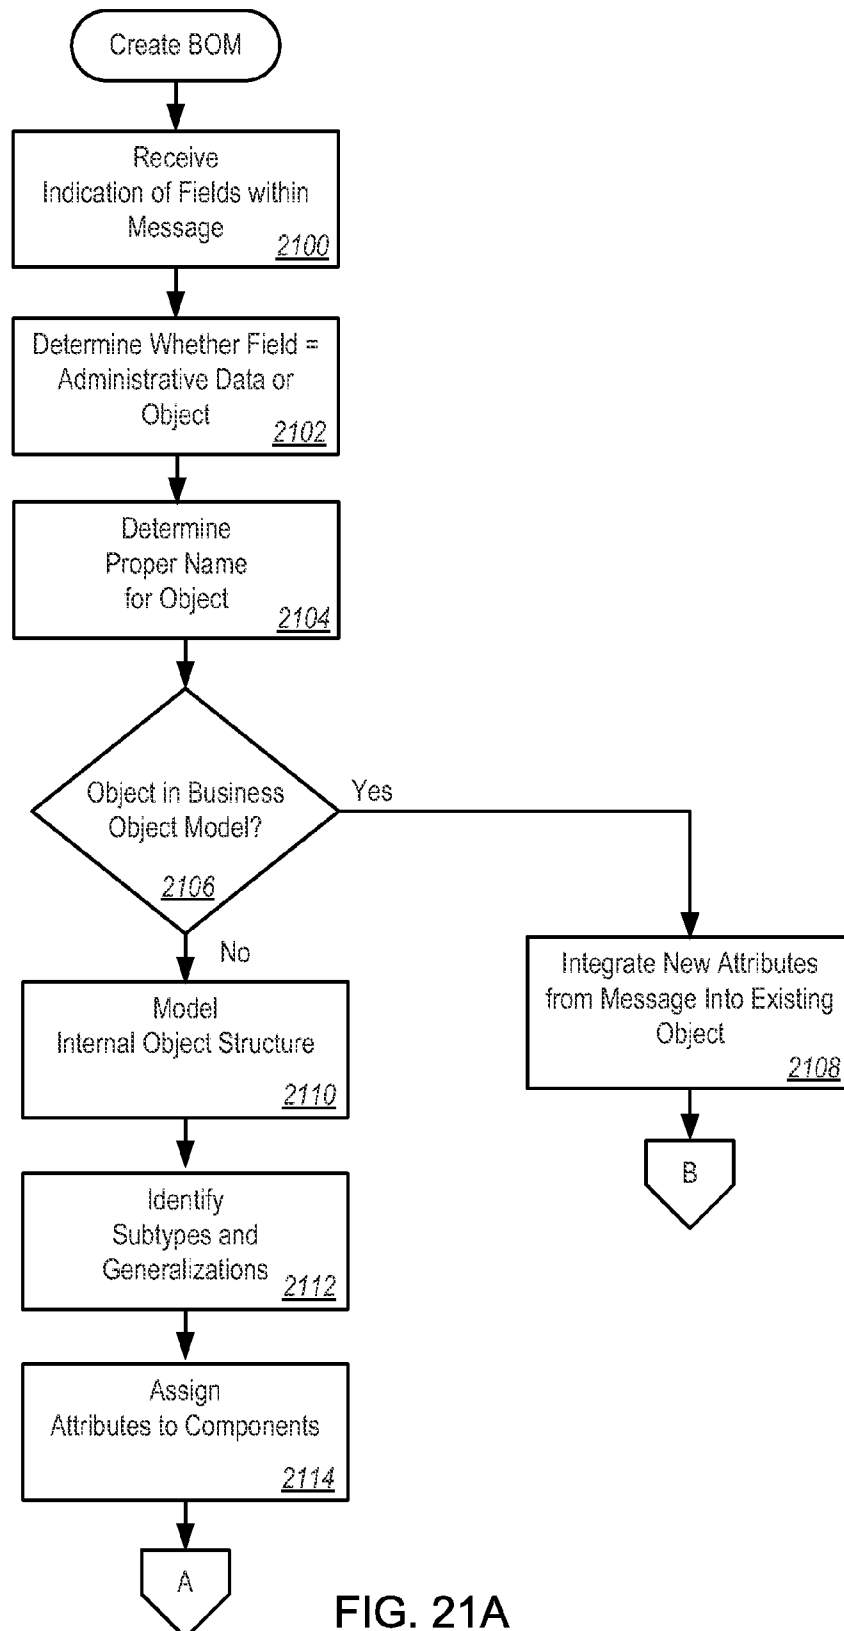 Create BOM
Receive
Indication of Fields within
Message
2100
Determine Whether Field =
Administrative Data or
Object
2102
Determine
Proper Name
for Object
2104
Object in Business
Object Model?
2106
Yes
No
Integrate New Attributes
from Message Into Existing
Object
2108
B
Model
Internal Object Structure
2110
Identify
Subtypes and
Generalizations
2112
Assign
Attributes to Components
2114
A
FIG. 21A